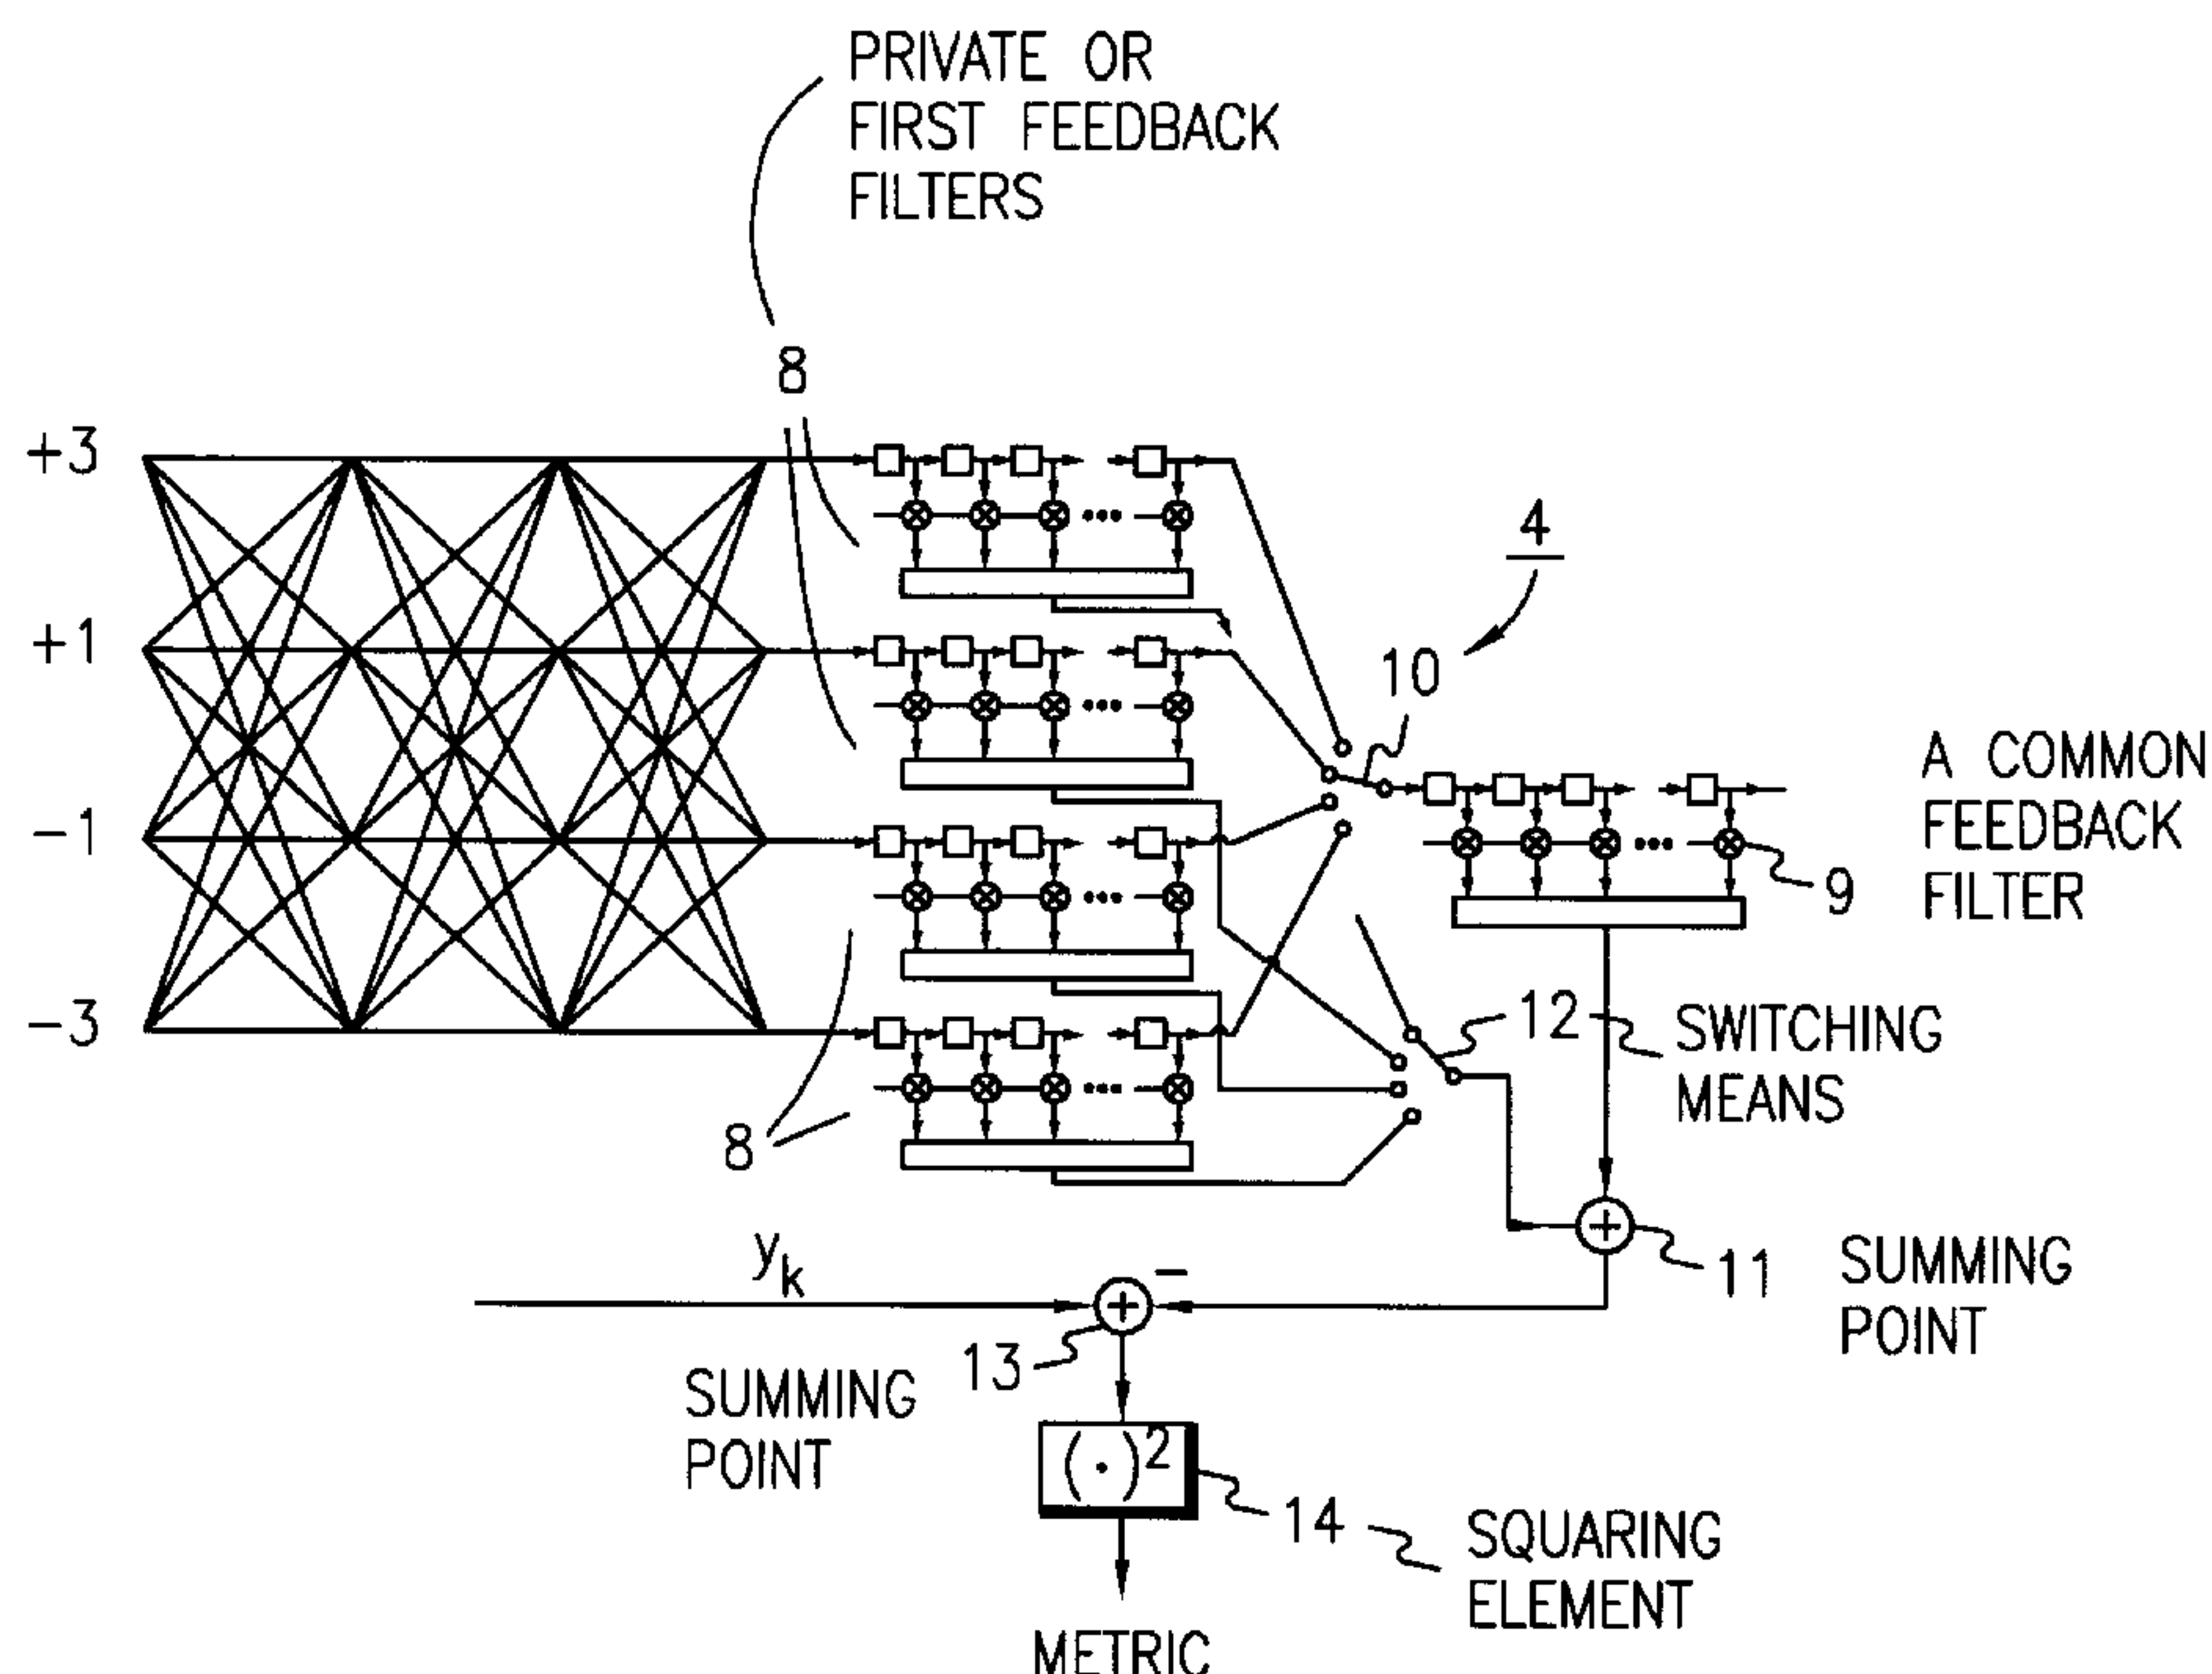 PRIVATE OR
FIRST FEEDBACK
FILTERS
8
+3
+1
-1
-3
4
10
A COMMON
FEEDBACK
FILTER
9
12
SWITCHING
MEANS
8
yk
-
11
SUMMING
POINT
13
SUMMING
POINT
(·)2
14
SQUARING
ELEMENT
METRIC